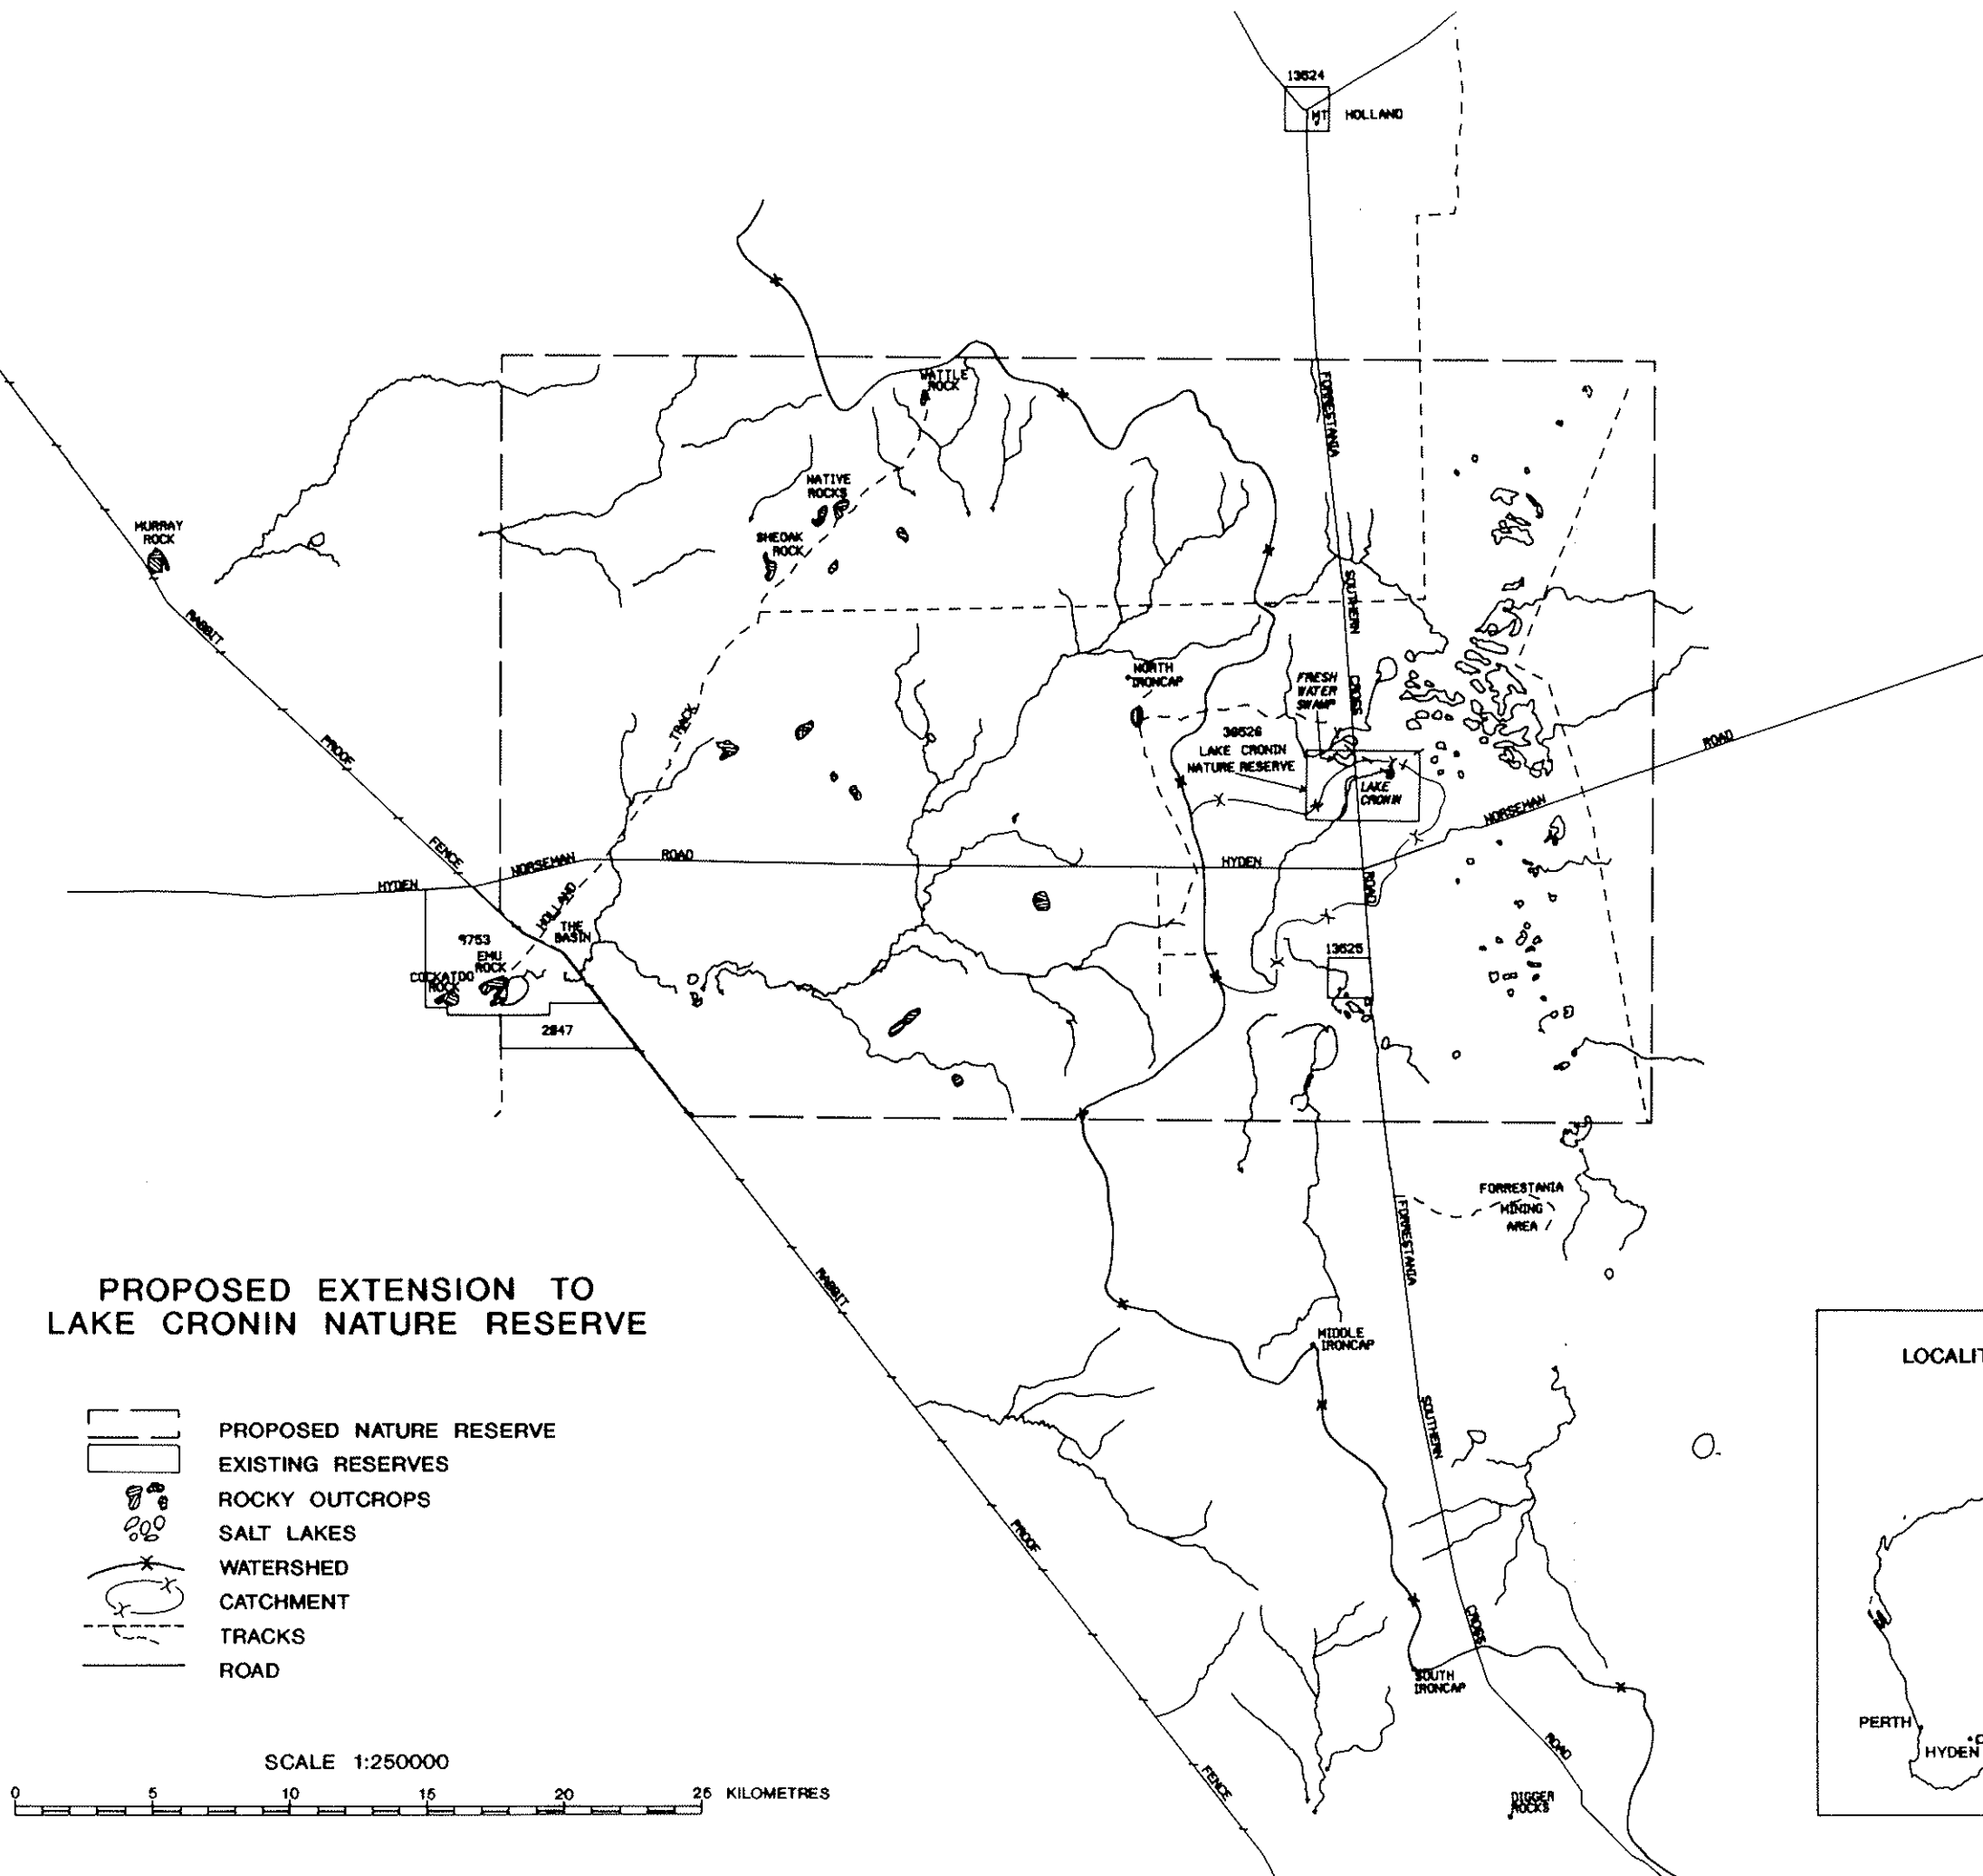 13624
MT HOLLAND
WATTLE
ROCK
FORRESTANIA
NATIVE
ROCKS
MURRAY
ROCK
SHEOAK
ROCK
SOUTHERN
RABBIT
NORTH
IRONCAP
FRESH
WATER
SWAMP
CROSS
TRACK
PROOF
39526
LAKE CRONIN
NATURE RESERVE
ROAD
LAKE
CRONIN
NORSEMAN
FENCE
NORSEMAN
ROAD
HYDEN
HYDEN
ROAD
HOLLAND
THE
BASIN
9753
EMU
ROCK
COCKATOO
ROCK
13625
2947
FORRESTANIA
MINING
AREA
FORRESTANIA
RABBIT
PROPOSED EXTENSION TO
LAKE CRONIN NATURE RESERVE
MIDDLE
IRONCAP
LOCALIT
PROPOSED NATURE RESERVE
EXISTING RESERVES
ROCKY OUTCROPS
SALT LAKES
WATERSHED
CATCHMENT
TRACKS
ROAD
SOUTHERN
PROOF
CROSS
SOUTH
IRONCAP
ROAD
FENCE
DIGGER
ROCKS
PERTH
HYDEN
SCALE 1:250000
0 5 10 15 20 25 KILOMETRES